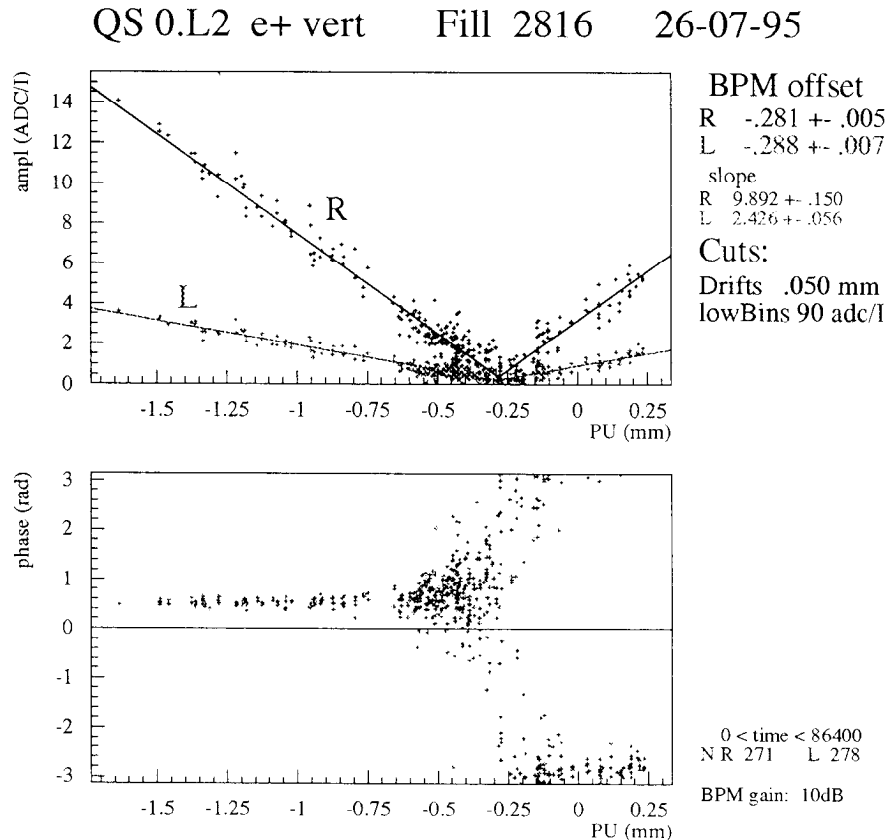 QS 0.L2 e+ vert Fill 2816 26-07-95
ampl (ADC/I)
14
12
10
8
6
4
2
0
R
L
-1.5 -1.25 -1 -0.75 -0.5 -0.25 0 0.25
PU (mm)
BPM offset
R -.281 +- .005
L -.288 +- .007
slope
R 9.892 +- .150
L 2.426 +- .056
Cuts:
Drifts .050 mm
lowBins 90 adc/I
phase (rad)
3
2
1
0
-1
-2
-3
-1.5 -1.25 -1 -0.75 -0.5 -0.25 0 0.25
PU (mm)
0 < time < 86400
N R 271 L 278
BPM gain: 10dB